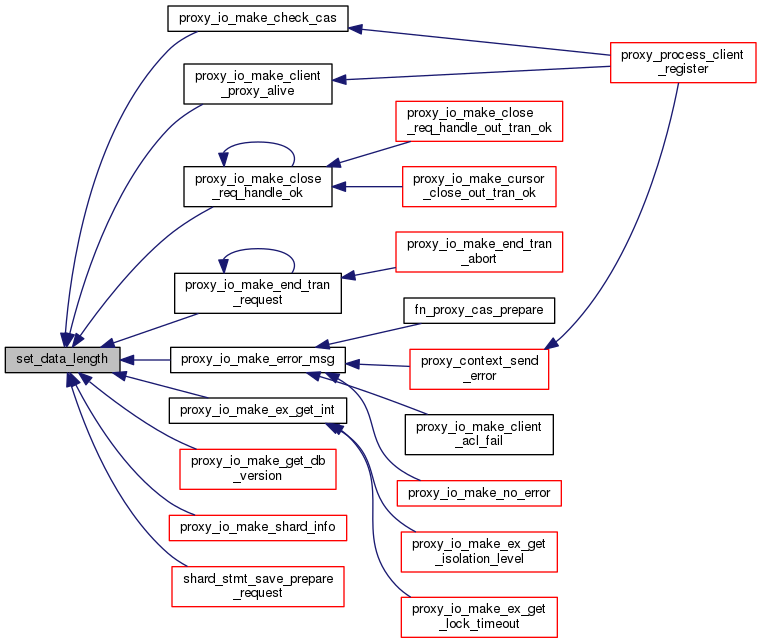 proxy_io_make_check_cas
proxy_io_make_client
_proxy_alive
proxy_process_client
_register
proxy_io_make_close
_req_handle_out_tran_ok
proxy_io_make_close
_req_handle_ok
proxy_io_make_cursor
_close_out_tran_ok
proxy_io_make_end_tran
_abort
proxy_io_make_end_tran
_request
fn_proxy_cas_prepare
set_data_length
proxy_io_make_error_msg
proxy_context_send
_error
proxy_io_make_ex_get_int
proxy_io_make_client
_acl_fail
proxy_io_make_get_db
_version
proxy_io_make_no_error
proxy_io_make_shard_info
proxy_io_make_ex_get
_isolation_level
shard_stmt_save_prepare
_request
proxy_io_make_ex_get
_lock_timeout